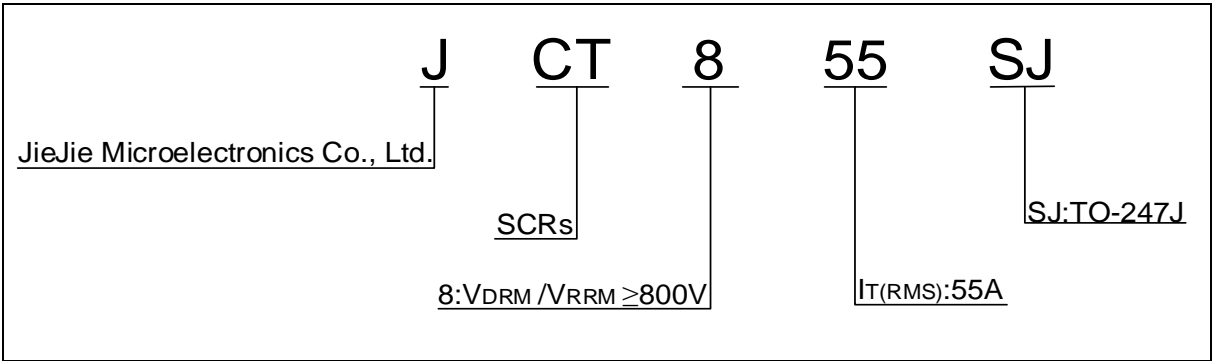 J CT 8 55 SJ
JieJie Microelectronics Co., Ltd.
SJ:TO-247J
SCRs
8:VDRM /VRRM ≥800V
IT(RMS):55A